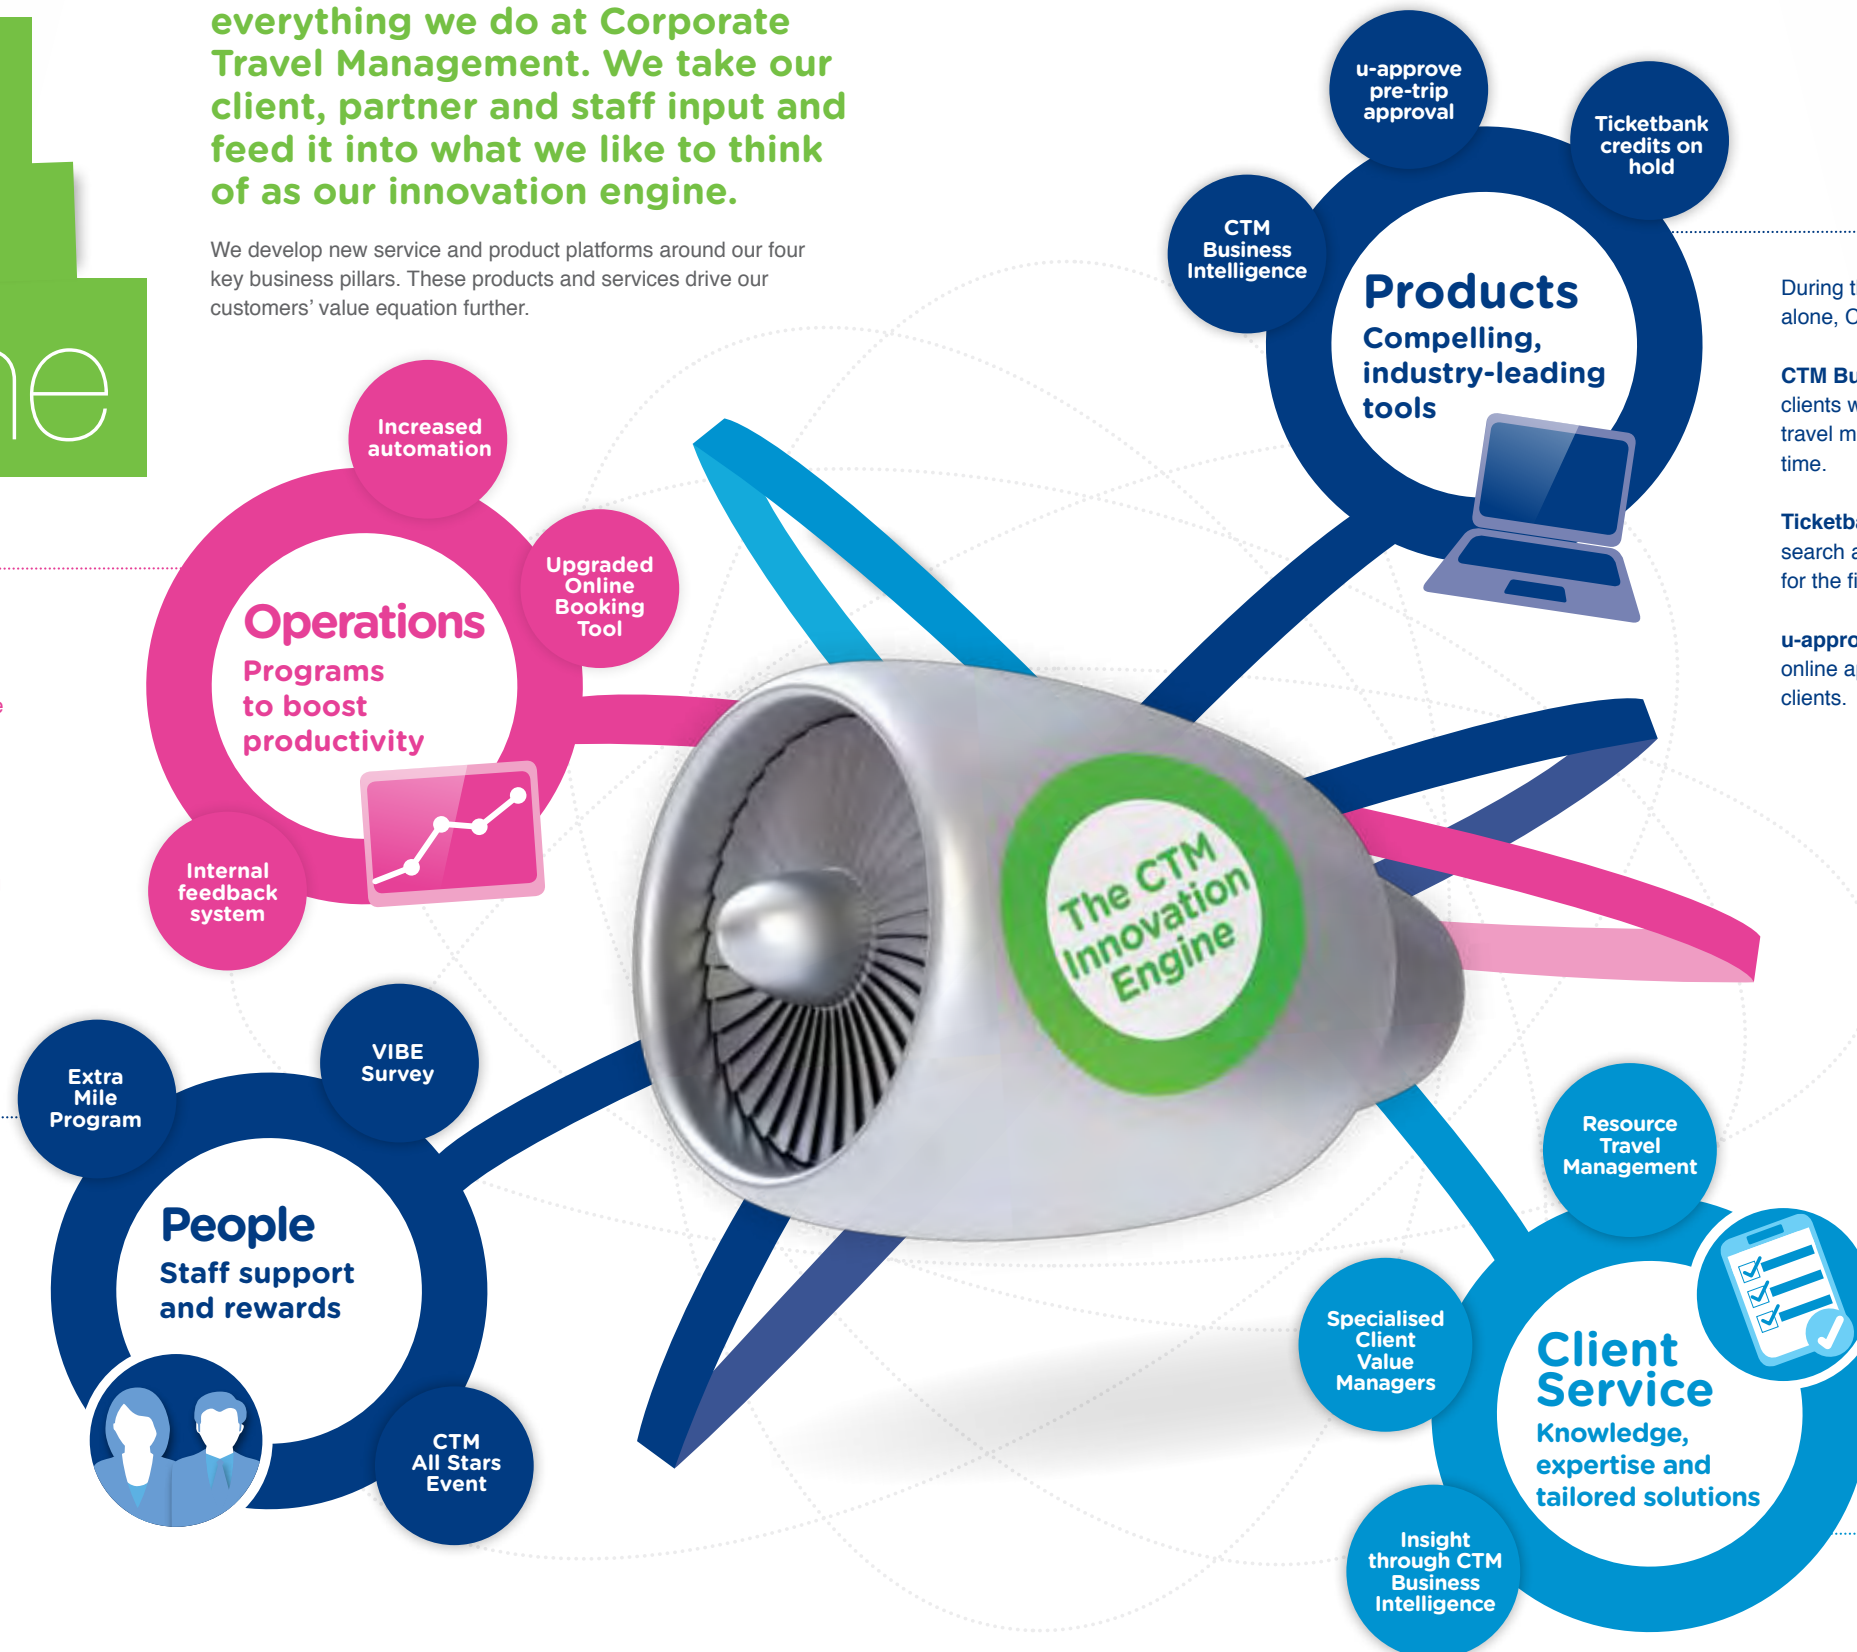 everything we do at Corporate
Travel Management. We take our
client, partner and staff input and
feed it into what we like to think
of as our innovation engine.
We develop new service and product platforms around our four
key business pillars. These products and services drive our
customers' value equation further.
ne
Increased
automation
Upgraded
Online
Booking
Tool
Operations
Programs
to boost
productivity
Internal
feedback
system
u-approve
pre-trip
approval
Ticketbank
credits on
hold
CTM
Business
Intelligence
Products
Compelling,
industry-leading
tools
During
alone,
CTM
clients
travel
time.
search
for the
online
clients.
The CTM
Innovation
Engine
Extra
Mile
Program
VIBE
Survey
People
Staff support
and rewards
CTM
All Stars
Event
Resource
Travel
Management
Specialised
Client
Value
Managers
Client
Service
Knowledge,
expertise and
tailored solutions
Insight
through CTM
Business
Intelligence